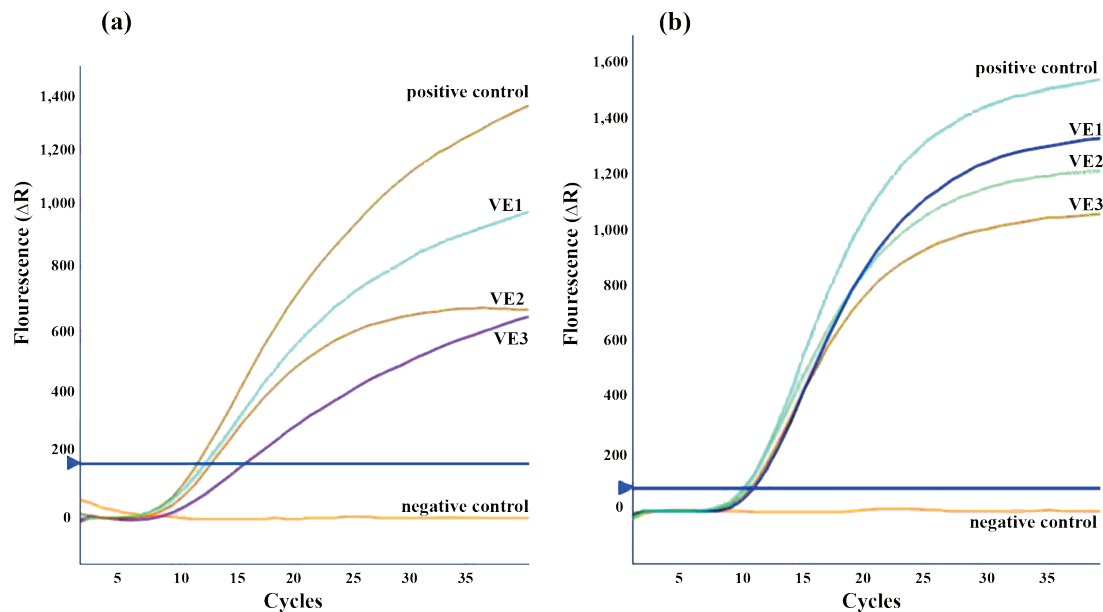 (a)
Flourescence (ΔR)
1,400
1,200
1,000
800
600
400
200
0
positive control
VE1
VE2
VE3
negative control
5 10 15 20 25 30 35
Cycles
(b)
Flourescence (ΔR)
1,600
1,400
1,200
1,000
800
600
400
200
0
positive control
VE1
VE2
VE3
negative control
5 10 15 20 25 30 35
Cycles